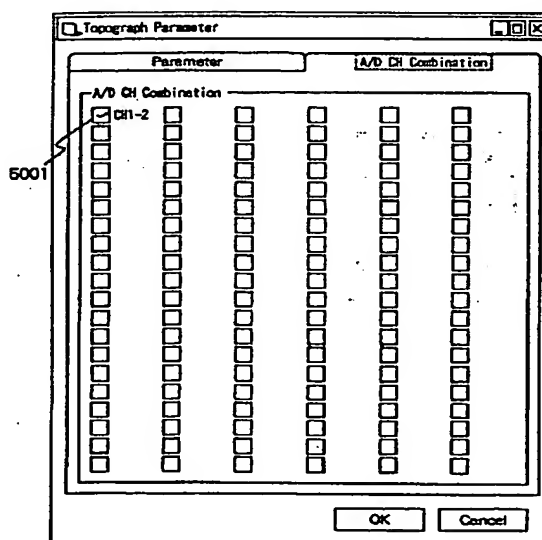 Topograph Parameter
Parameter
A/D CH Combination
A/D CH Combination
CH1-2
5001
OK
Cancel